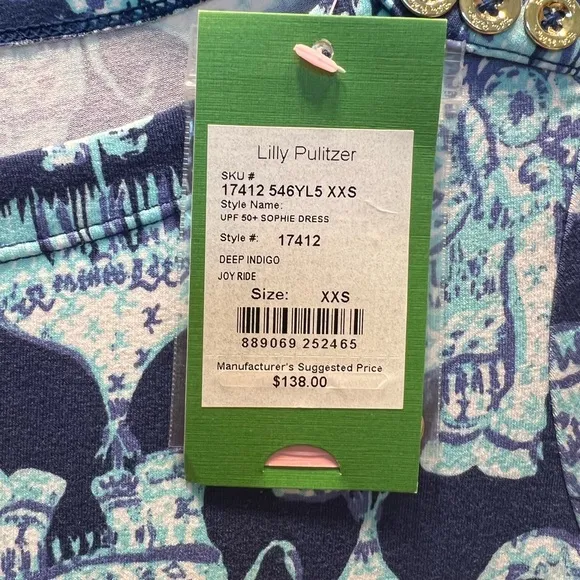 Lilly Pulitzer
SKU #
17412 546YL5 XXS
Style Name:
UPF 50+ SOPHIE DRESS
Style #: 17412
DEEP INDIGO
JOY RIDE
Size: XXS
889069 252465
Manufacturer's Suggested Price
$138.00